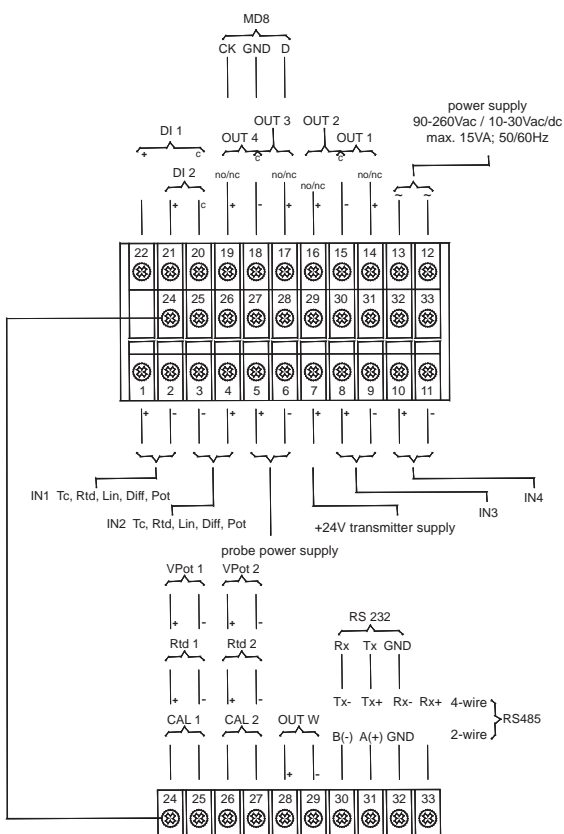 MD8
CK GND D
power supply
90-260Vac / 10-30Vac/dc
max. 15VA; 50/60Hz
OUT 3 OUT 2
DI 1 OUT 4 OUT 1
+ c c c
DI 2
no/nc no/nc no/nc no/nc
~ ~
+ c + - + + - +
22 21 20 19 18 17 16 15 14 13 12
24 25 26 27 28 29 30 31 32 33
1 2 3 4 5 6 7 8 9 10 11
+ - - + + - + + - + -
IN1 Tc, Rtd, Lin, Diff, Pot
IN4
IN3
IN2 Tc, Rtd, Lin, Diff, Pot
+24V transmitter supply
probe power supply
VPot 1 VPot 2
+ - + -
RS 232
Rtd 1 Rtd 2 Rx Tx GND
+ - + -
Tx- Tx+ Rx- Rx+ 4-wire
CAL 1 CAL 2 OUT W RS485
B(-) A(+) GND 2-wire
+ -
24 25 26 27 28 29 30 31 32 33